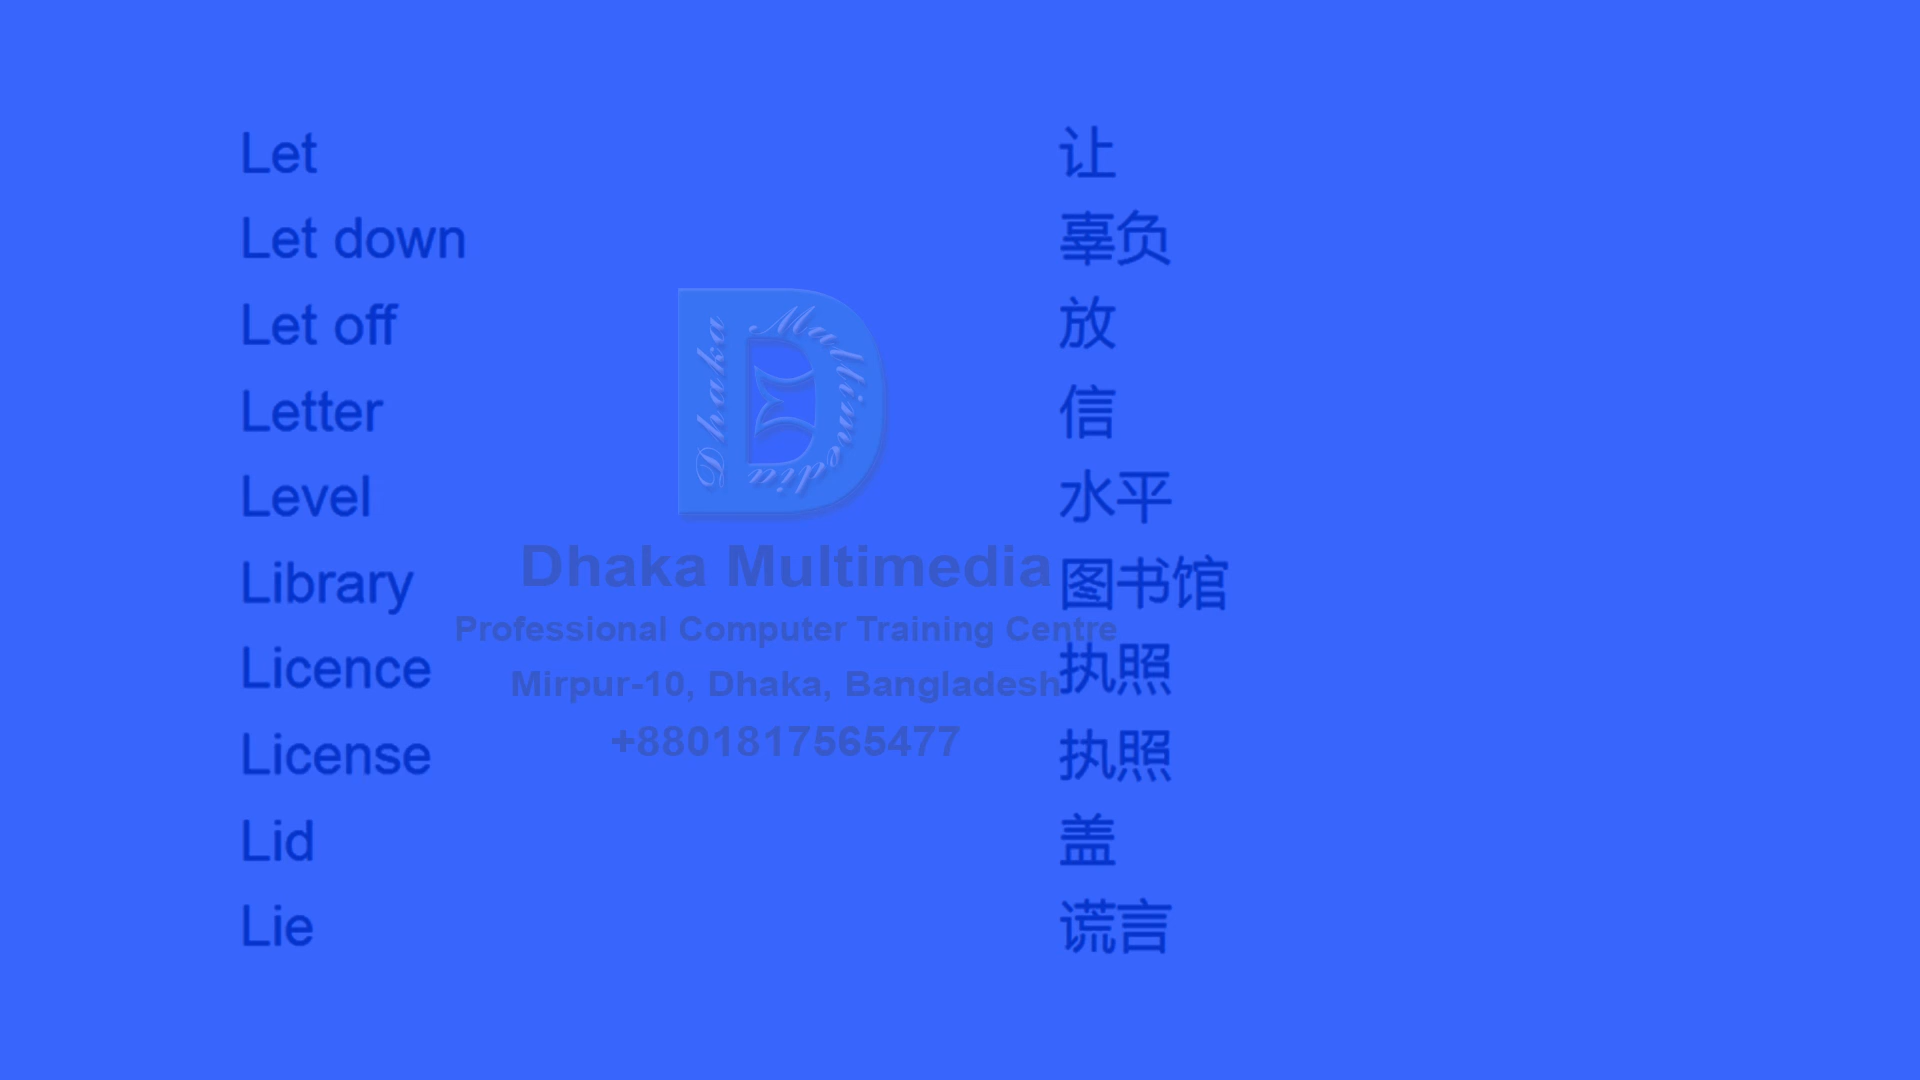 Let 让
Let down 辜负
Let off 放
Letter 信
Level 水平
Library 图书馆
Licence 执照
License 执照
Lid 盖
Lie 谎言
Dhaka Multimedia
Dhaka Multimedia
Professional Computer Training Centre
Mirpur-10, Dhaka, Bangladesh
+8801817565477